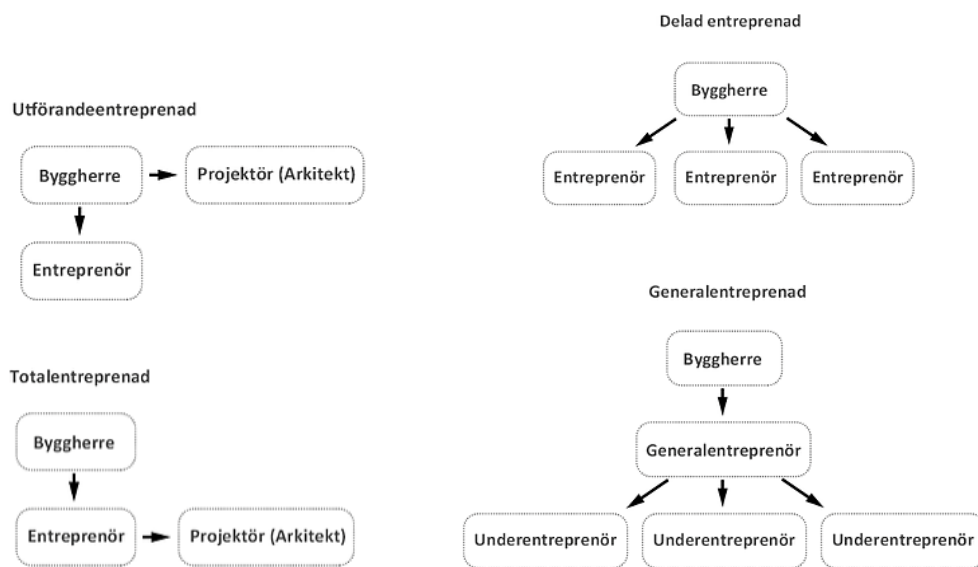 Utförandeentreprenad
Byggherre
Projektör (Arkitekt)
Entreprenör
Totalentreprenad
Byggherre
Entreprenör
Projektör (Arkitekt)
Delad entreprenad
Byggherre
Entreprenör
Entreprenör
Entreprenör
Generalentreprenad
Byggherre
Generalentreprenör
Underentreprenör
Underentreprenör
Underentreprenör